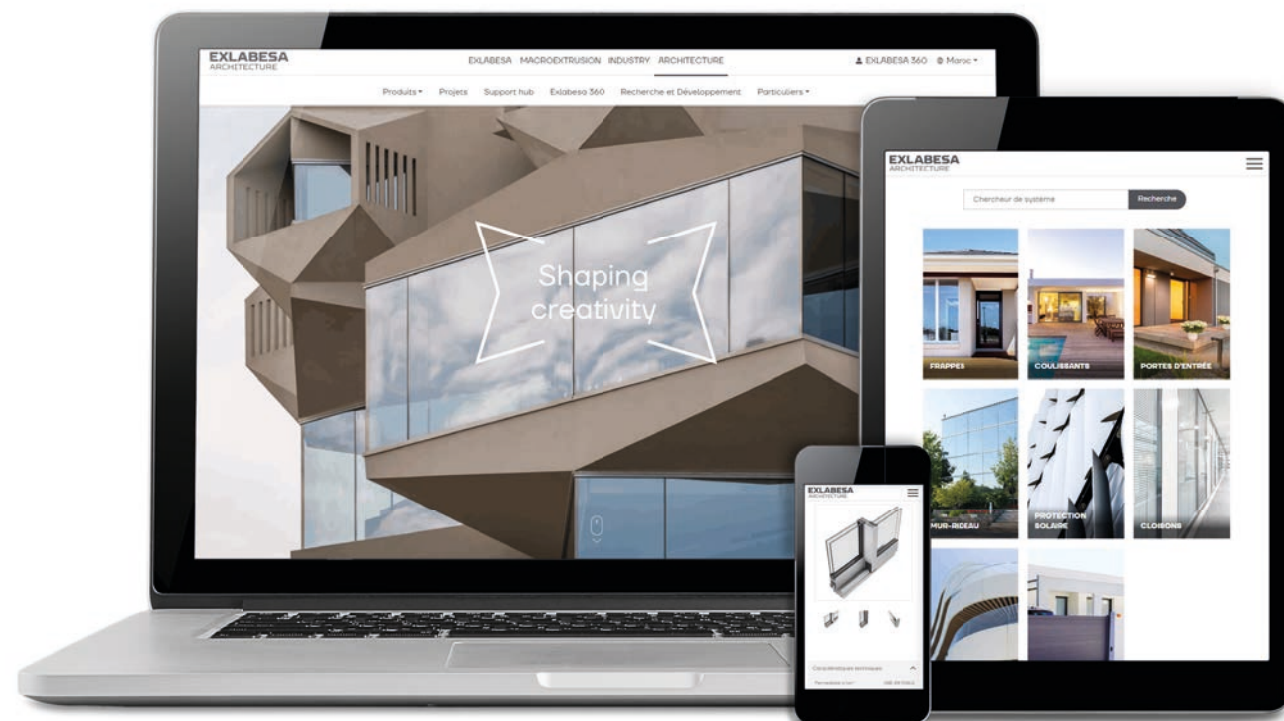 EXLABESA
ARCHITECTURE
EXLABESA MACROEXTRUSION INDUSTRY ARCHITECTURE
EXLABESA 360 Maroc
Produits Projets Support hub Exlabesa 360 Recherche et Développement Particuliers
Shaping
creativity
EXLABESA
ARCHITECTURE
Chercheur de système Recherche
FRAPPES COULISSANTS PORTES D'ENTRÉE
MUR-RIDEAU PROTECTION
SOLAIRE CLOISONS
EXLABESA
ARCHITECTURE
Caractéristiques techniques